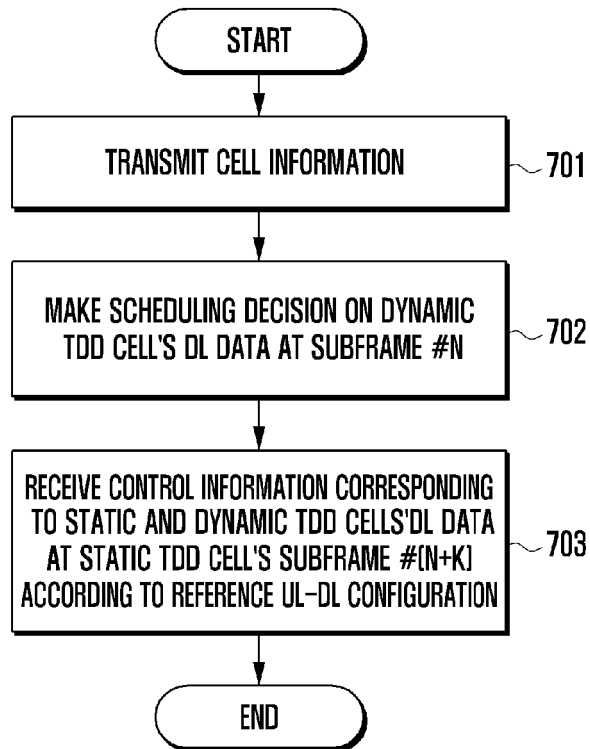 START
TRANSMIT CELL INFORMATION
701
MAKE SCHEDULING DECISION ON DYNAMIC
TDD CELL'S DL DATA AT SUBFRAME #N
702
RECEIVE CONTROL INFORMATION CORRESPONDING
TO STATIC AND DYNAMIC TDD CELLS'DL DATA
AT STATIC TDD CELL'S SUBFRAME #[N+K]
ACCORDING TO REFERENCE UL-DL CONFIGURATION
703
END